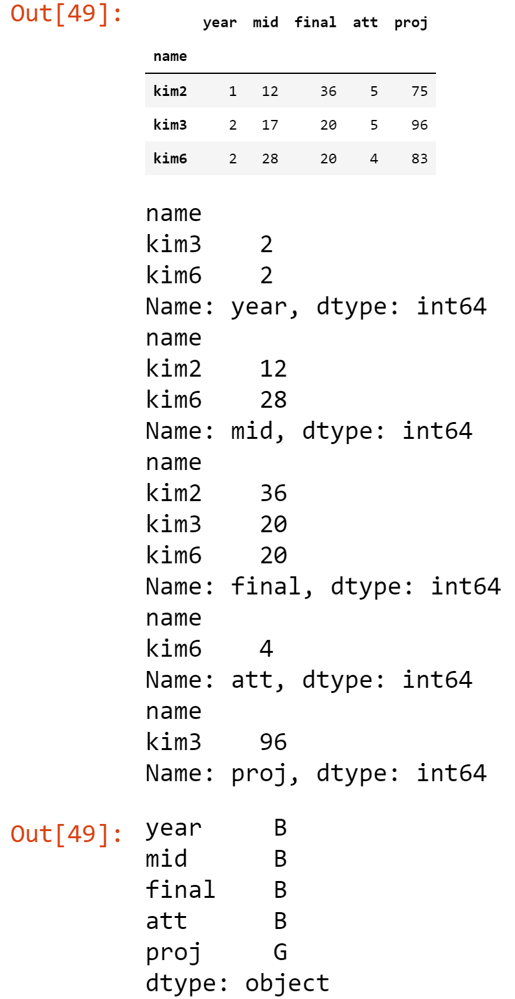 Out[49]:
year mid final att proj
name
kim2 1 12 36 5 75
kim3 2 17 20 5 96
kim6 2 28 20 4 83
name
kim3    2
kim6    2
Name: year, dtype: int64
name
kim2    12
kim6    28
Name: mid, dtype: int64
name
kim2    36
kim3    20
kim6    20
Name: final, dtype: int64
name
kim6    4
Name: att, dtype: int64
name
kim3    96
Name: proj, dtype: int64
Out[49]: year     B
mid      B
final    B
att      B
proj     G
dtype: object